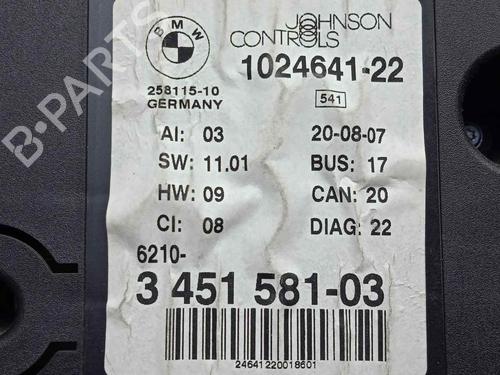 BMW
JOHNSON
CONTROLS
1024641-22
258115-10
GERMANY
541
AI: 03
20-08-07
SW: 11.01
BUS: 17
HW: 09
CAN: 20
CI: 08
DIAG: 22
6210-
3 451 581-03
24641220018601
B-PARTS